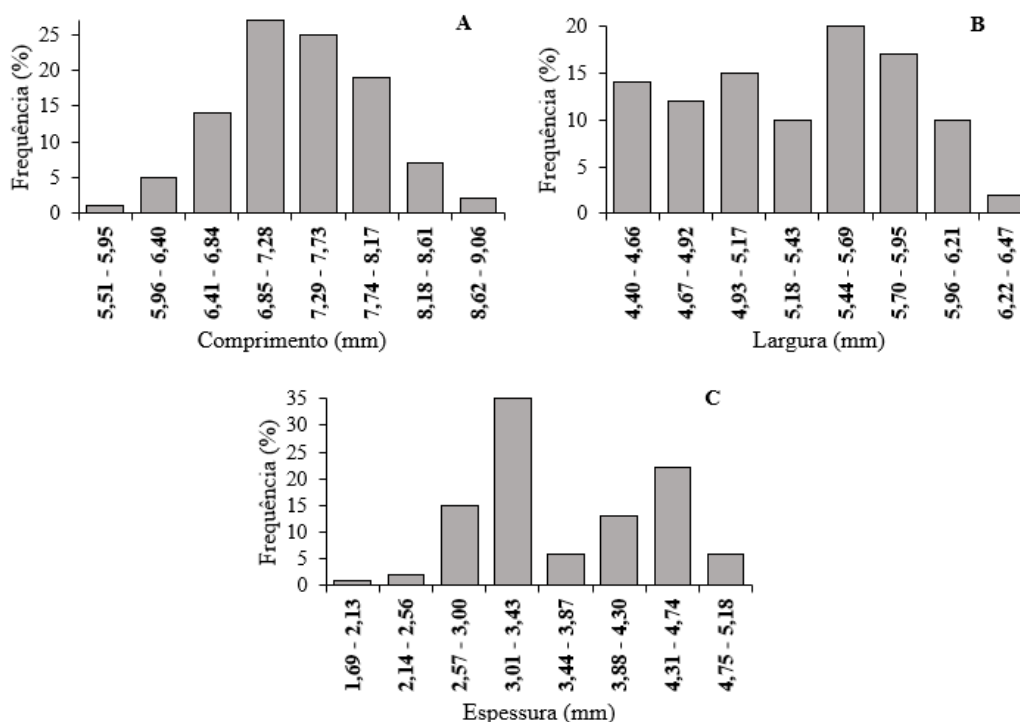 A
Frequência (%)
25
20
15
10
5
0
5,51 - 5,95
5,96 - 6,40
6,41 - 6,84
6,85 - 7,28
7,29 - 7,73
7,74 - 8,17
8,18 - 8,61
8,62 - 9,06
Comprimento (mm)
B
Frequência (%)
20
15
10
5
0
4,40 - 4,66
4,67 - 4,92
4,93 - 5,17
5,18 - 5,43
5,44 - 5,69
5,70 - 5,95
5,96 - 6,21
6,22 - 6,47
Largura (mm)
C
Frequência (%)
35
30
25
20
15
10
5
0
1,69 - 2,13
2,14 - 2,56
2,57 - 3,00
3,01 - 3,43
3,44 - 3,87
3,88 - 4,30
4,31 - 4,74
4,75 - 5,18
Espessura (mm)